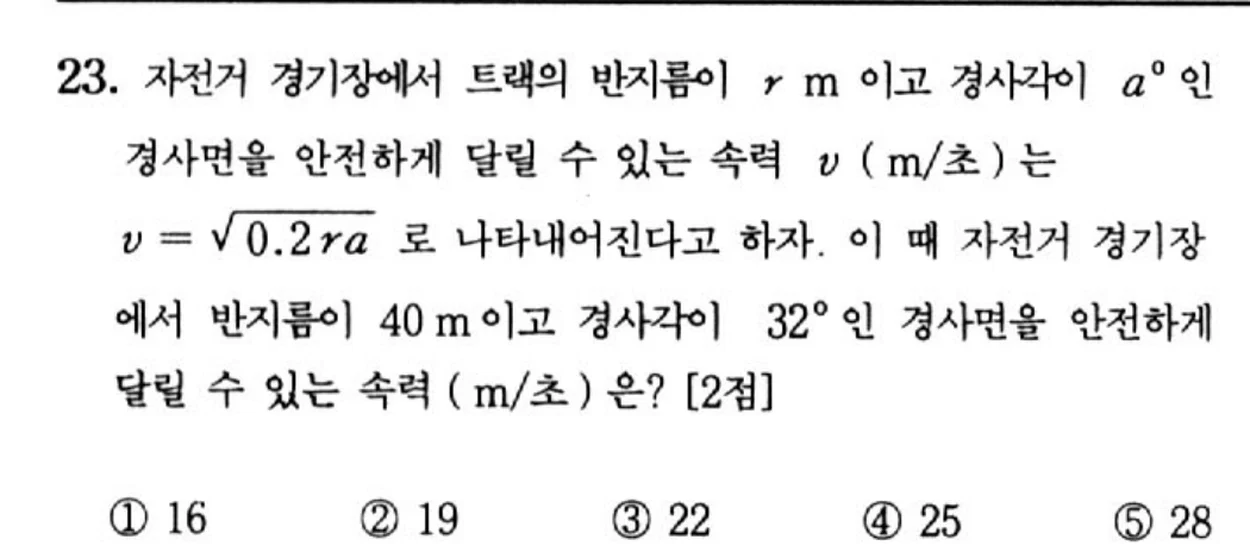 23. 자전거 경기장에서 트랙의 반지름이 r m 이고 경사각이 a° 인
경사면을 안전하게 달릴 수 있는 속력 v ( m/초 ) 는
v = √0.2ra 로 나타내어진다고 하자. 이 때 자전거 경기장
에서 반지름이 40 m 이고 경사각이 32° 인 경사면을 안전하게
달릴 수 있는 속력 ( m/초 ) 은? [2점]
① 16 ② 19 ③ 22 ④ 25 ⑤ 28